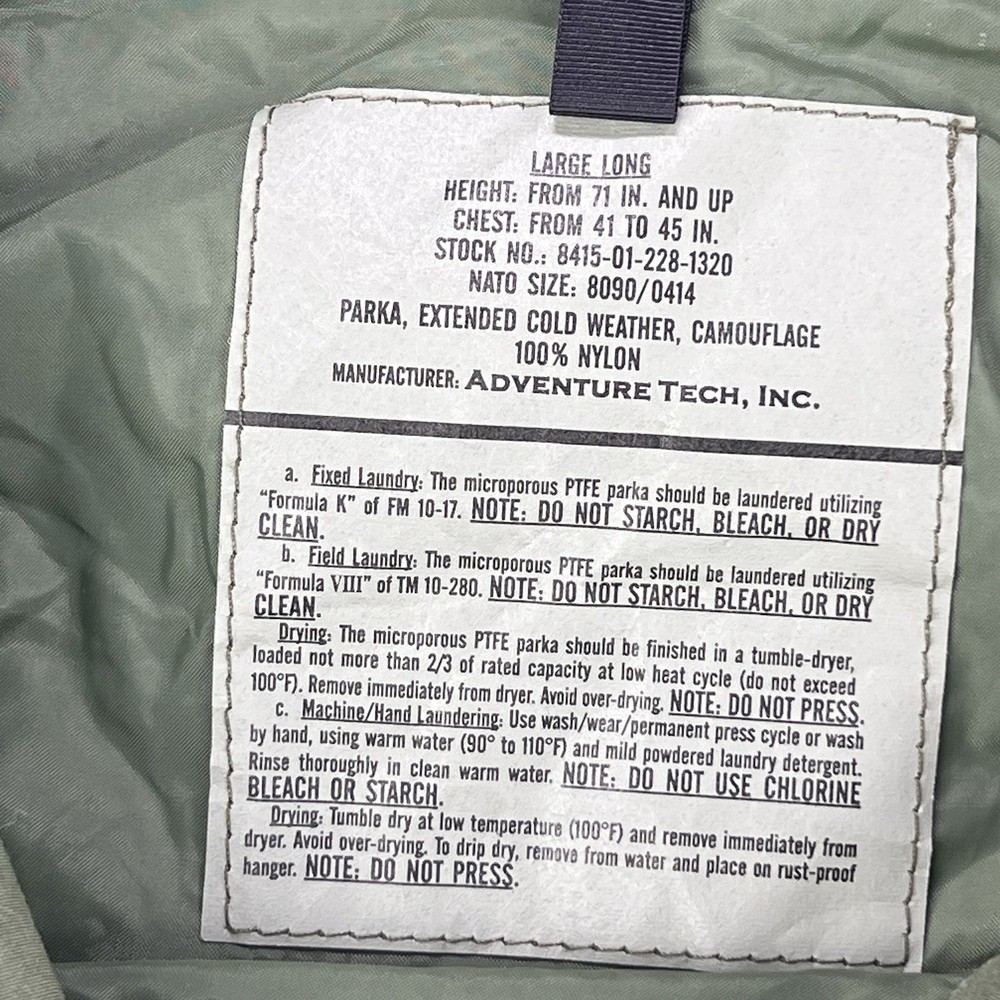 LARGE LONG
HEIGHT: FROM 71 IN. AND UP
CHEST: FROM 41 TO 45 IN.
STOCK NO.: 8415-01-228-1320
NATO SIZE: 8090/0414
PARKA, EXTENDED COLD WEATHER, CAMOUFLAGE
100% NYLON
MANUFACTURER: ADVENTURE TECH, INC.
a. Fixed Laundry: The microporous PTFE parka should be laundered utilizing
"Formula K" of FM 10-17. NOTE: DO NOT STARCH, BLEACH, OR DRY
CLEAN.
b. Field Laundry: The microporous PTFE parka should be laundered utilizing
"Formula VIII" of TM 10-280. NOTE: DO NOT STARCH, BLEACH, OR DRY
CLEAN.
Drying: The microporous PTFE parka should be finished in a tumble-dryer,
loaded not more than 2/3 of rated capacity at low heat cycle (do not exceed
100°F). Remove immediately from dryer. Avoid over-drying. NOTE: DO NOT PRESS.
c. Machine/Hand Laundering: Use wash/wear/permanent press cycle or wash
by hand, using warm water (90° to 110°F) and mild powdered laundry detergent.
Rinse thoroughly in clean warm water. NOTE: DO NOT USE CHLORINE
BLEACH OR STARCH.
Drying: Tumble dry at low temperature (100°F) and remove immediately from
dryer. Avoid over-drying. To drip dry, remove from water and place on rust-proof
hanger. NOTE: DO NOT PRESS.